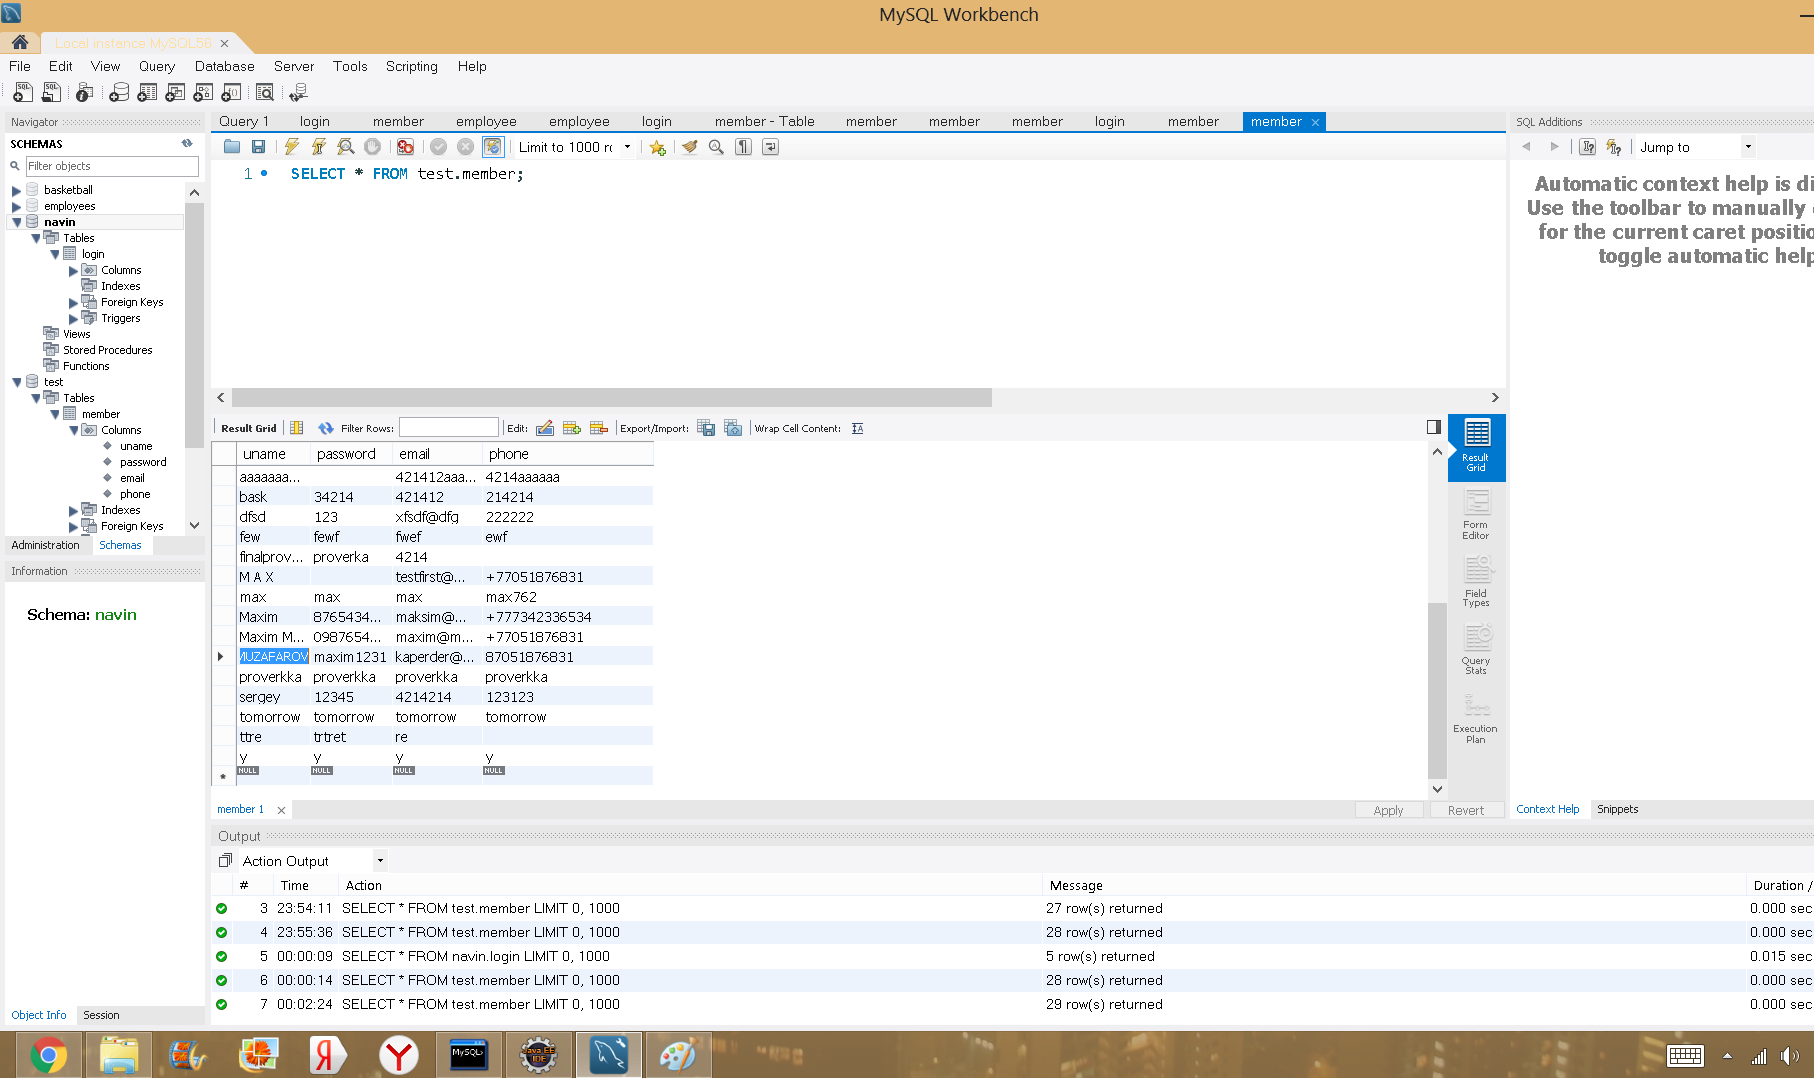 MySQL Workbench
Local instance MySQL56
File Edit View Query Database Server Tools Scripting Help
Navigator
SCHEMAS
Filter objects
basketball
employees
navin
Tables
login
Columns
Indexes
Foreign Keys
Triggers
Views
Stored Procedures
Functions
test
Tables
member
Columns
uname
password
email
phone
Indexes
Foreign Keys
Administration Schemas
Information
Schema: navin
Object Info Session
Query 1 login member employee employee login member - Table member member member login member member
Limit to 1000 rc
1 SELECT * FROM test.member;
Result Grid Filter Rows: Edit: Export/Import: Wrap Cell Content:
uname password email phone
aaaaaaa... 421412aaa... 4214aaaaaa
bask 34214 421412 214214
dfsd 123 xfsdf@dfg 222222
few fewf fwef ewf
finalprov... proverka 4214
M A X testfirst@... +77051876831
max max max max762
Maxim 8765434... maksim@... +777342336534
Maxim M... 0987654... maxim@m... +77051876831
MUZAFAROV maxim1231 kaperder@... 87051876831
proverkka proverkka proverkka proverkka
sergey 12345 4214214 123123
tomorrow tomorrow tomorrow tomorrow
ttre trtret re
y y y y
NULL NULL NULL NULL
Result Grid
Form Editor
Field Types
Query Stats
Execution Plan
member 1 Apply Revert
SQL Additions
Jump to
Automatic context help is di
Use the toolbar to manually
for the current caret positio
toggle automatic help
Context Help Snippets
Output
Action Output
# Time Action Message Duration /
3 23:54:11 SELECT * FROM test.member LIMIT 0, 1000 27 row(s) returned 0.000 sec
4 23:55:36 SELECT * FROM test.member LIMIT 0, 1000 28 row(s) returned 0.000 sec
5 00:00:09 SELECT * FROM navin.login LIMIT 0, 1000 5 row(s) returned 0.015 sec
6 00:00:14 SELECT * FROM test.member LIMIT 0, 1000 28 row(s) returned 0.000 sec
7 00:02:24 SELECT * FROM test.member LIMIT 0, 1000 29 row(s) returned 0.000 sec
Я Y MySQL> Java EE IDE